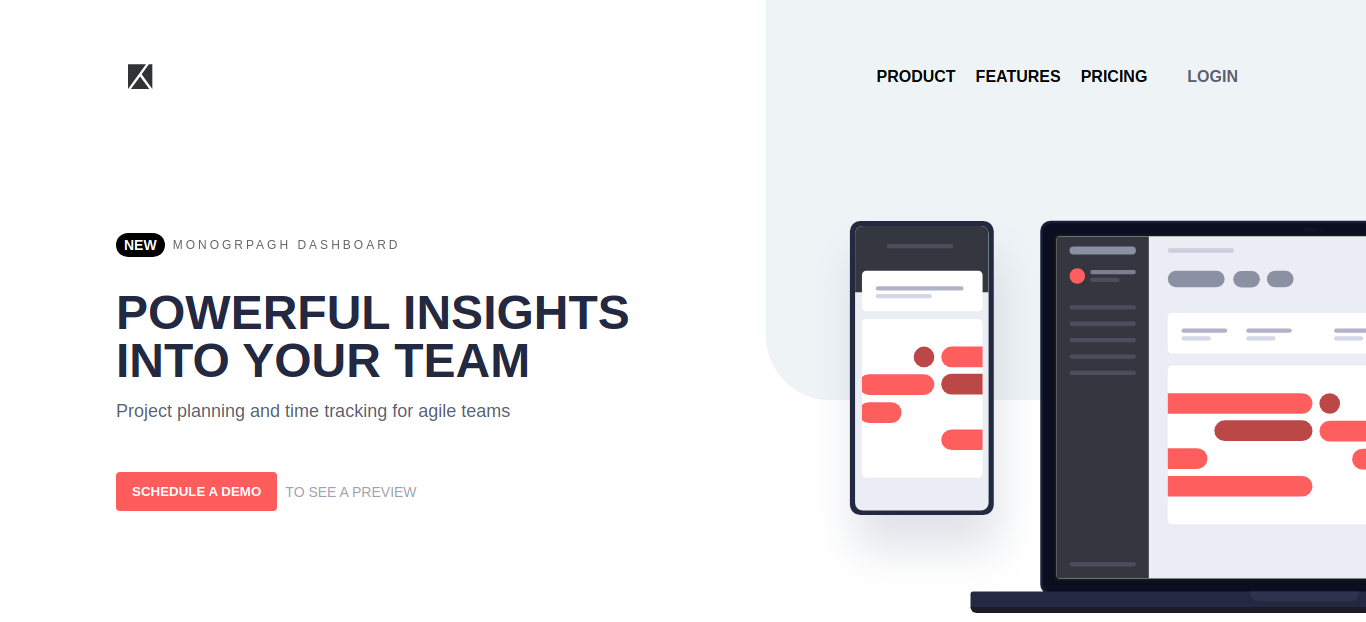 PRODUCT FEATURES PRICING LOGIN
NEW MONOGRPAGH DASHBOARD
POWERFUL INSIGHTS
INTO YOUR TEAM
Project planning and time tracking for agile teams
SCHEDULE A DEMO TO SEE A PREVIEW